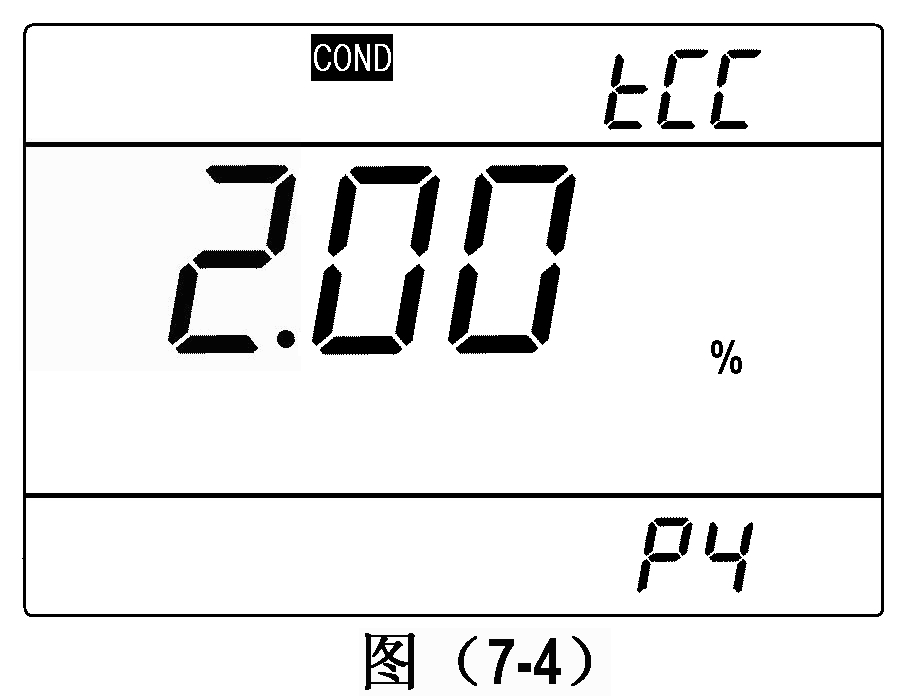 COND
tCC
2.00
%
P4
图（7-4）